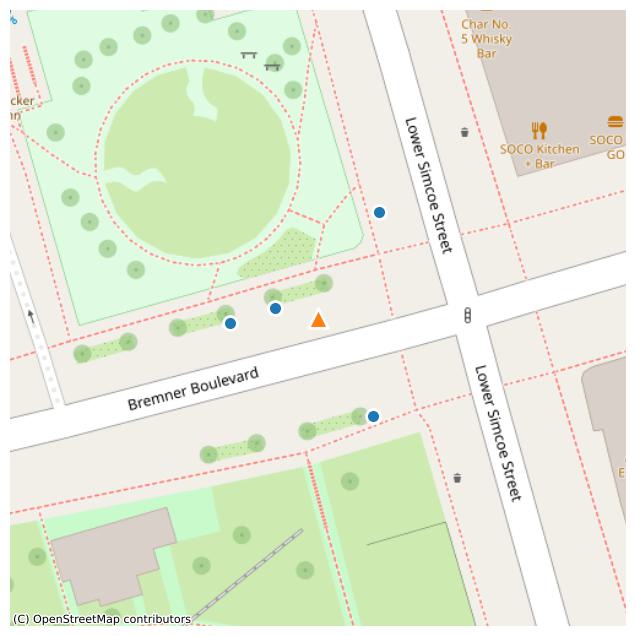 Char No.
5 Whisky
Bar
cker
nn
SOCO Kitchen
+ Bar
SOCO
GO
Lower Simcoe Street
Bremner Boulevard
Lower Simcoe Street
E
(C) OpenStreetMap contributors